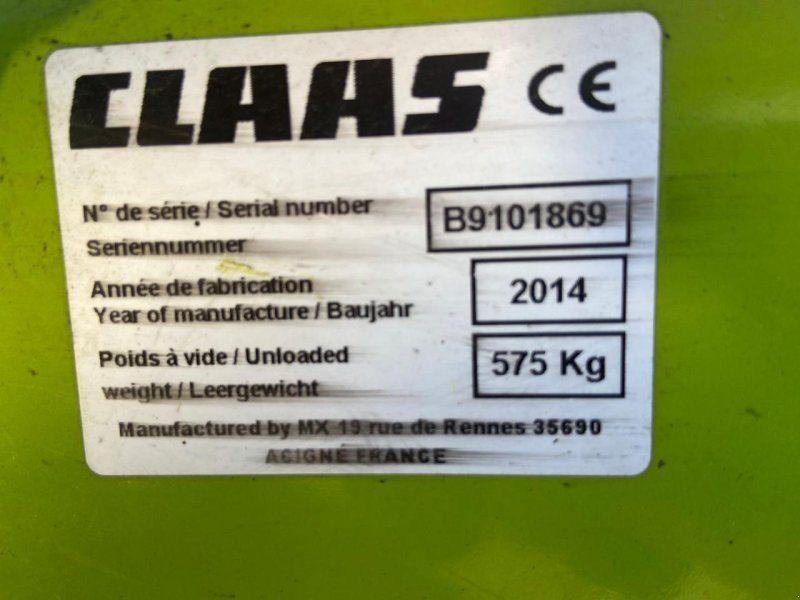 CLAAS CE
N° de série / Serial number B9101869
Seriennummer
Année de fabrication 2014
Year of manufacture / Baujahr
Poids à vide / Unloaded 575 Kg
weight / Leergewicht
Manufactured by MX 19 rue de Rennes 35690
ACIGNÉ FRANCE